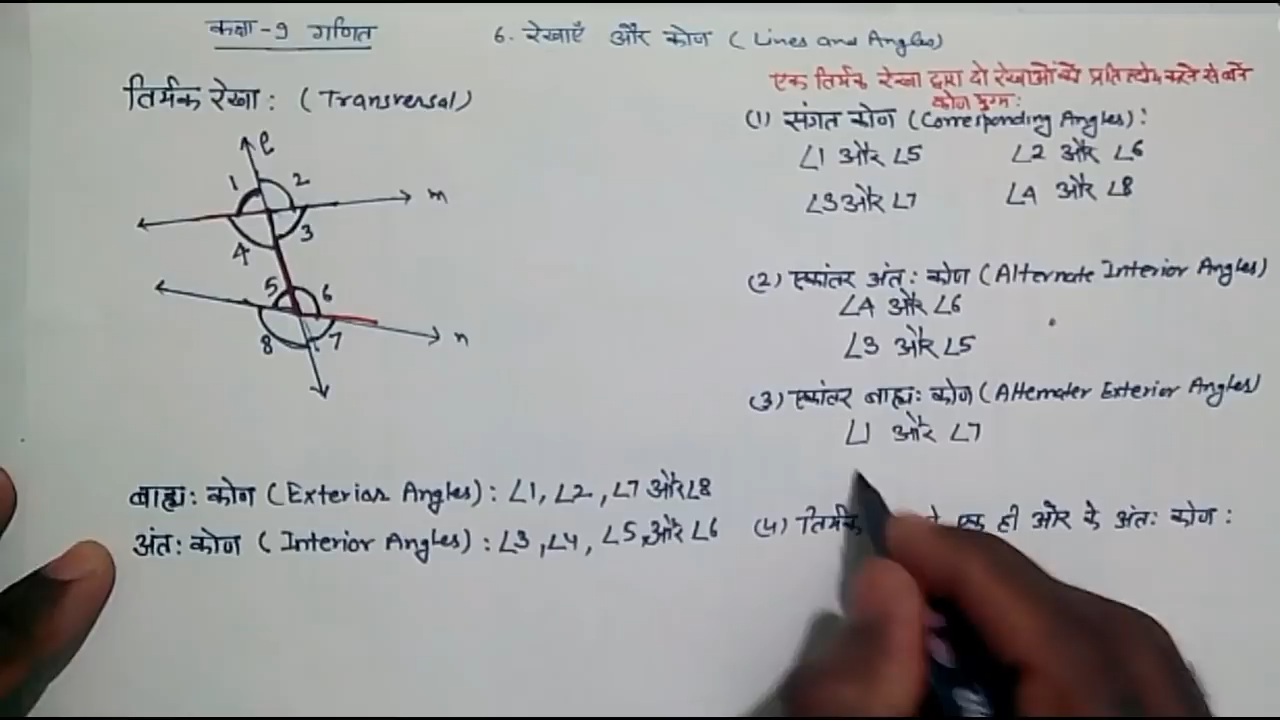 कक्षा-9 गणित
6. रेखाएँ और कोण (Lines and Angles)
तिर्यक रेखा : (Transversal)
l
1 2
m
4 3
5 6
n
8 7
बाह्य: कोण (Exterior Angles) : ∠1, ∠2, ∠7 और ∠8
अंत: कोण (Interior Angles) : ∠3, ∠4, ∠5, और ∠6
एक तिर्यक रेखा द्वारा दो रेखाओं को प्रतिच्छेद करने से बने
कोण युग्म:
(1) संगत कोण (Corresponding Angles) :
∠1 और ∠5 ∠2 और ∠6
∠3 और ∠7 ∠4 और ∠8
(2) एकांतर अंत: कोण (Alternate Interior Angles)
∠4 और ∠6
∠3 और ∠5
(3) एकांतर बाह्य: कोण (Alternater Exterior Angles)
∠1 और ∠7
(4) तिर्यक एक ही ओर के अंत: कोण :